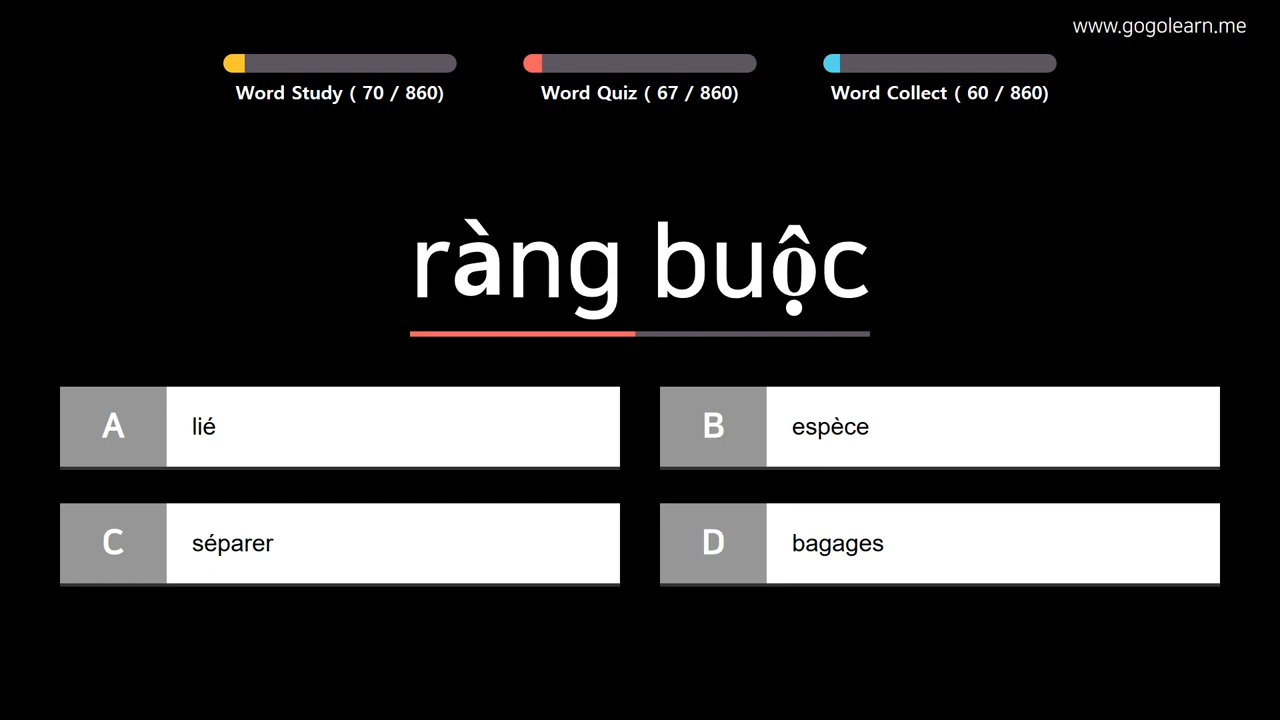 www.gogolearn.me
Word Study ( 70 / 860) Word Quiz ( 67 / 860) Word Collect ( 60 / 860)
ràng buộc
A lié
B espèce
C séparer
D bagages